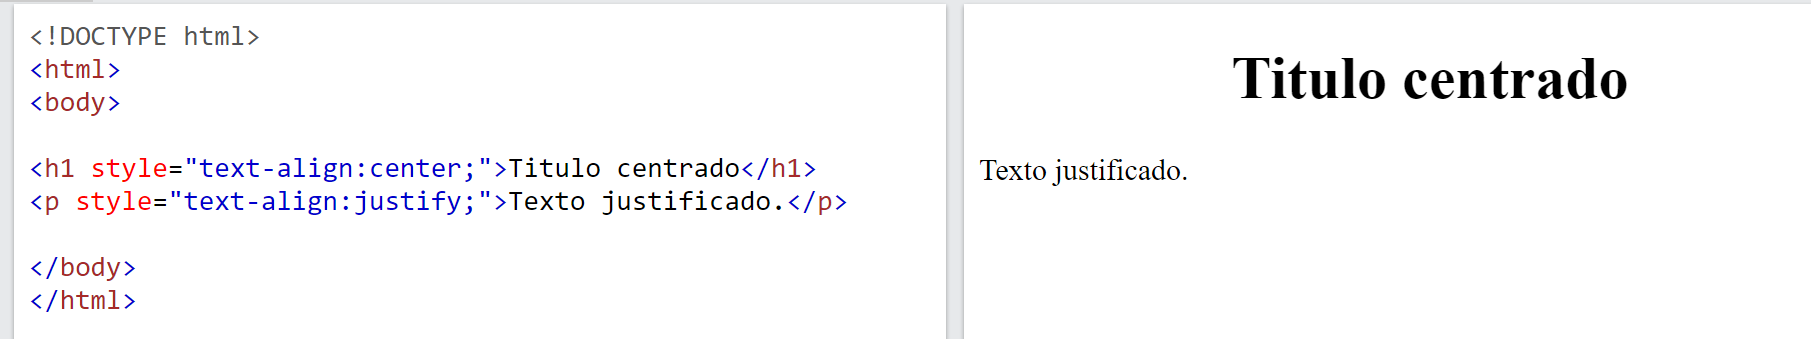 <!DOCTYPE html>
<html>
<body>
<h1 style="text-align:center;">Titulo centrado</h1>
<p style="text-align:justify;">Texto justificado.</p>
</body>
</html>
Titulo centrado
Texto justificado.